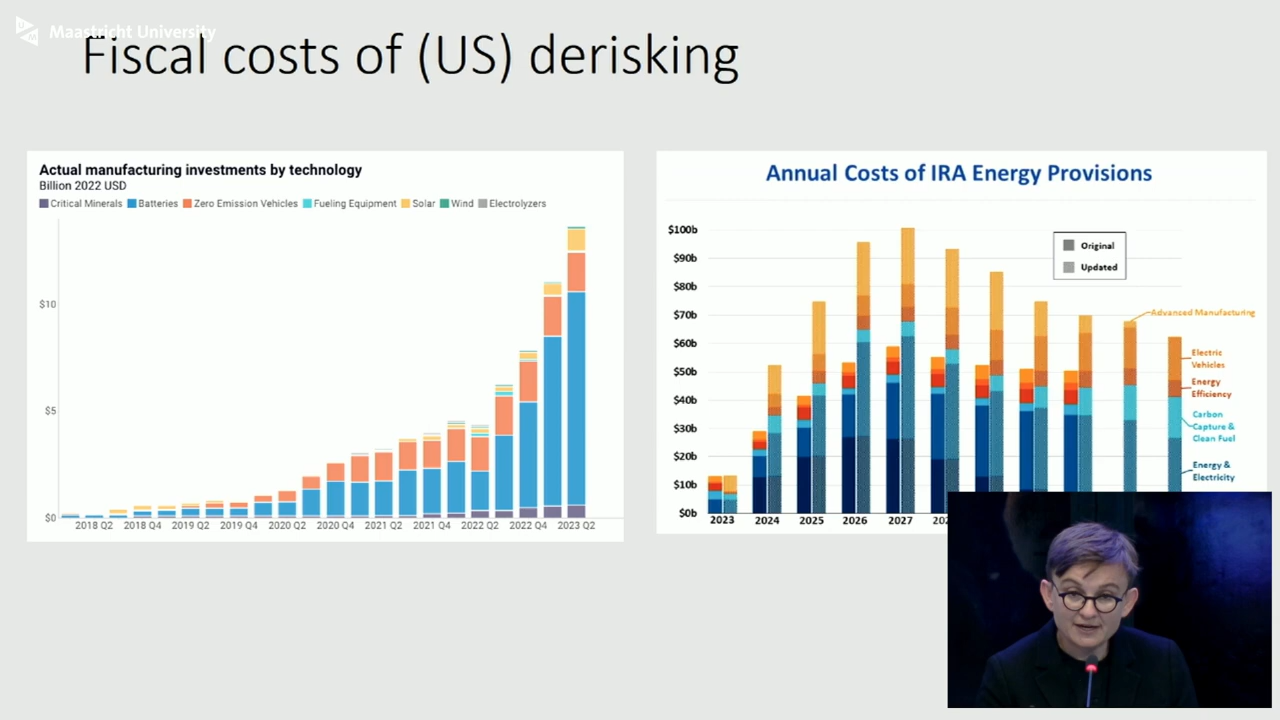 Maastricht University
Fiscal costs of (US) derisking
Actual manufacturing investments by technology
Billion 2022 USD
Critical Minerals Batteries Zero Emission Vehicles Fueling Equipment Solar Wind Electrolyzers
$10
$5
$0
2018 Q2 2018 Q4 2019 Q2 2019 Q4 2020 Q2 2020 Q4 2021 Q2 2021 Q4 2022 Q2 2022 Q4 2023 Q2
Annual Costs of IRA Energy Provisions
$100b
$90b
$80b
$70b
$60b
$50b
$40b
$30b
$20b
$10b
$0b
Original
Updated
Advanced Manufacturing
Electric
Vehicles
Energy
Efficiency
Carbon
Capture &
Clean Fuel
Energy &
Electricity
2023 2024 2025 2026 2027